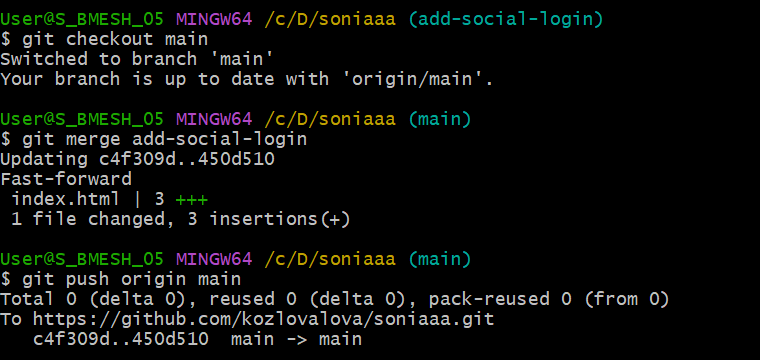 User@S_BMESH_05 MINGW64 /c/D/soniaaa (add-social-login)
$ git checkout main
Switched to branch 'main'
Your branch is up to date with 'origin/main'.
User@S_BMESH_05 MINGW64 /c/D/soniaaa (main)
$ git merge add-social-login
Updating c4f309d..450d510
Fast-forward
 index.html | 3 +++
 1 file changed, 3 insertions(+)
User@S_BMESH_05 MINGW64 /c/D/soniaaa (main)
$ git push origin main
Total 0 (delta 0), reused 0 (delta 0), pack-reused 0 (from 0)
To https://github.com/kozlovalova/soniaaa.git
   c4f309d..450d510  main -> main